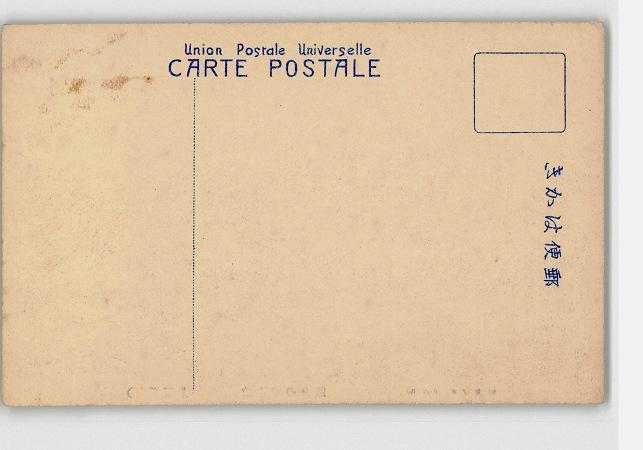 Union Postale Universelle
CARTE POSTALE
郵便はかき